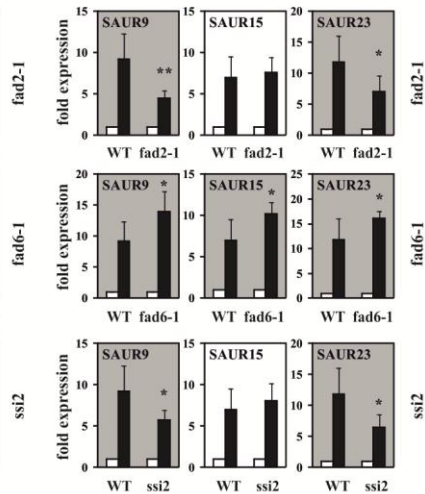 SAUR9 SAUR15 SAUR23
fad2-1
fold expression
15
10
5
0
WT fad2-1
**
15
10
5
0
WT fad2-1
20
15
10
5
0
WT fad2-1
*
fad2-1
SAUR9 SAUR15 SAUR23
fad6-1
fold expression
20
15
10
5
0
WT fad6-1
*
15
10
5
0
WT fad6-1
*
25
20
15
10
5
0
WT fad6-1
*
fad6-1
SAUR9 SAUR15 SAUR23
ssi2
fold expression
15
10
5
0
WT ssi2
*
15
10
5
0
WT ssi2
20
15
10
5
0
WT ssi2
*
ssi2